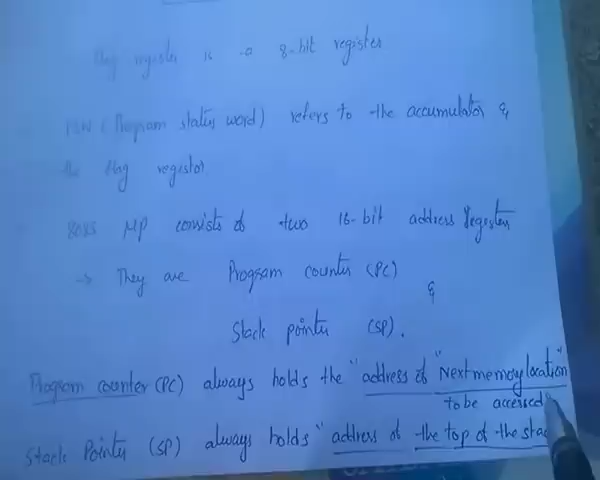 flag register is a 8-bit register
PSW (Program status word) refers to the accumulator &
the flag registor
8085 μp consists of two 16-bit address Registers
→ They are Program counter (PC)
&
Stack pointer (SP).
Program counter (PC) always holds the "address of "Next memory location"
to be accessed
Stack Pointer (SP) always holds "address of the top of the